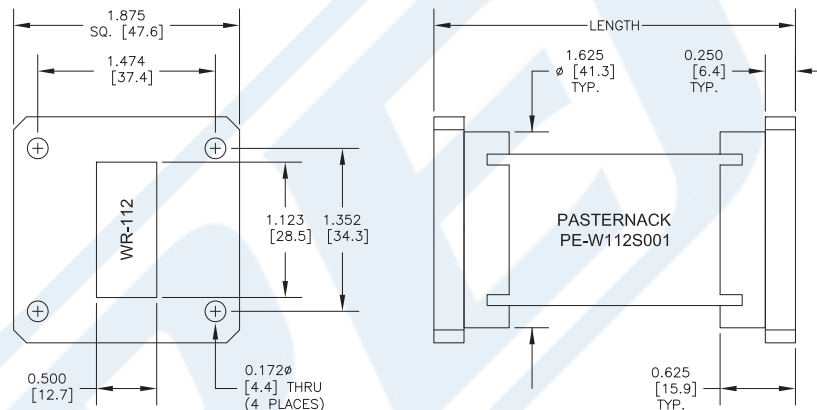 1.875
SQ. [47.6]
1.474
[37.4]
WR-112
1.123
[28.5]
1.352
[34.3]
0.500
[12.7]
0.172ø
[4.4] THRU
(4 PLACES)
LENGTH
1.625
ø [41.3]
TYP.
0.250
[6.4]
TYP.
PASTERNACK
PE-W112S001
0.625
[15.9]
TYP.